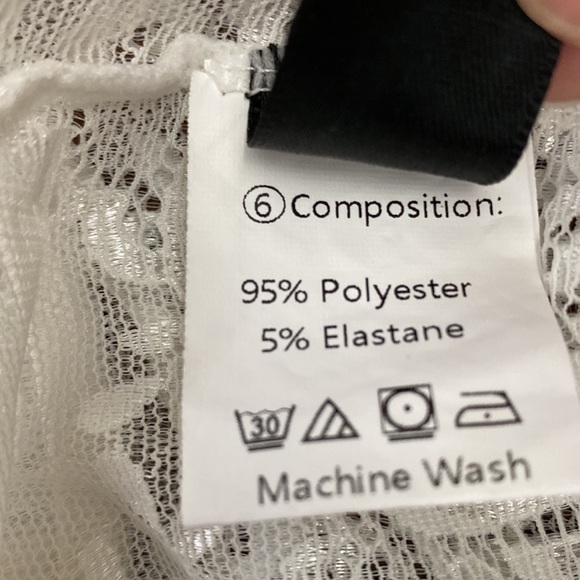 ⑥Composition:
95% Polyester
5% Elastane
30
Machine Wash